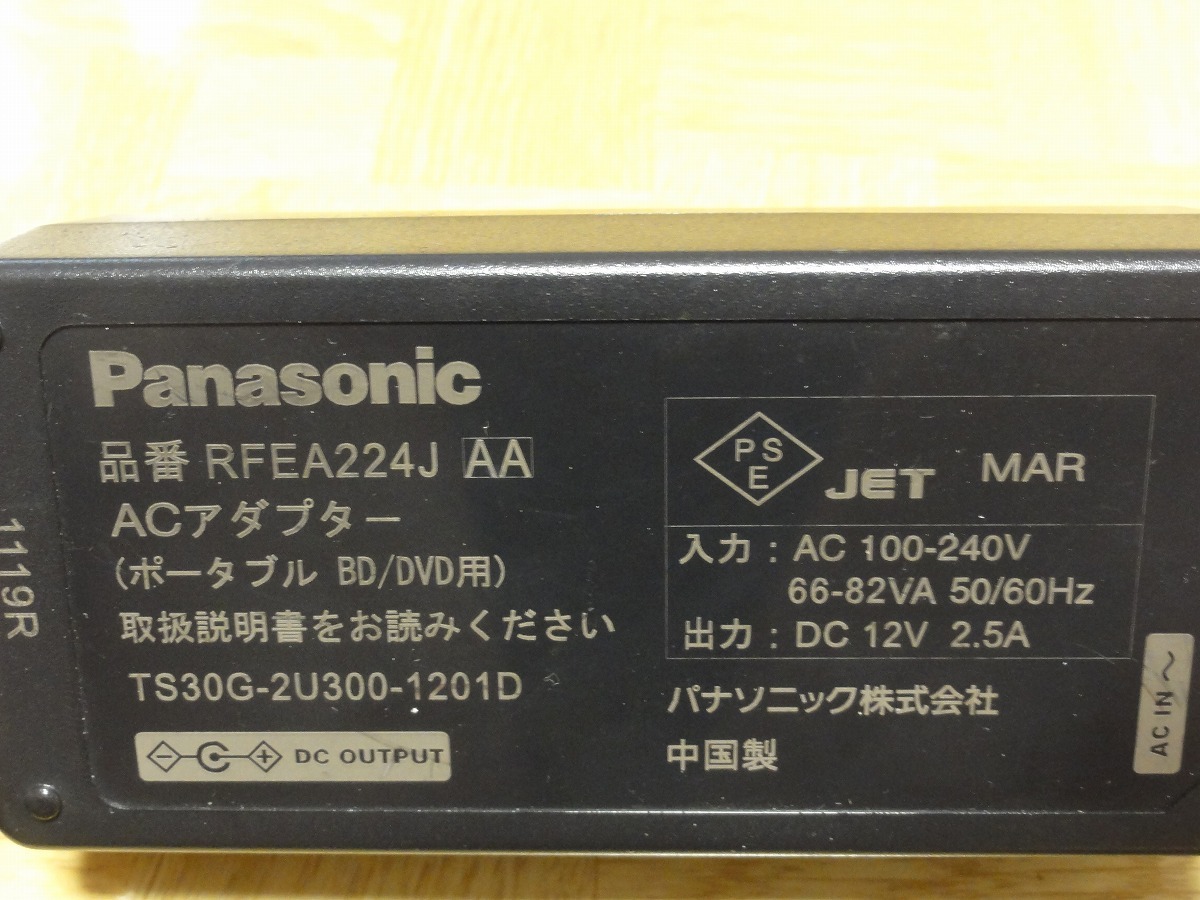 Panasonic
品番 RFEA224J AA
ACアダプター
(ポータブル BD/DVD用)
取扱説明書をお読みください
TS30G-2U300-1201D
DC OUTPUT
1119R
PSE JET MAR
入力 : AC 100-240V
66-82VA 50/60Hz
出力 : DC 12V 2.5A
パナソニック株式会社
中国製
AC IN ~